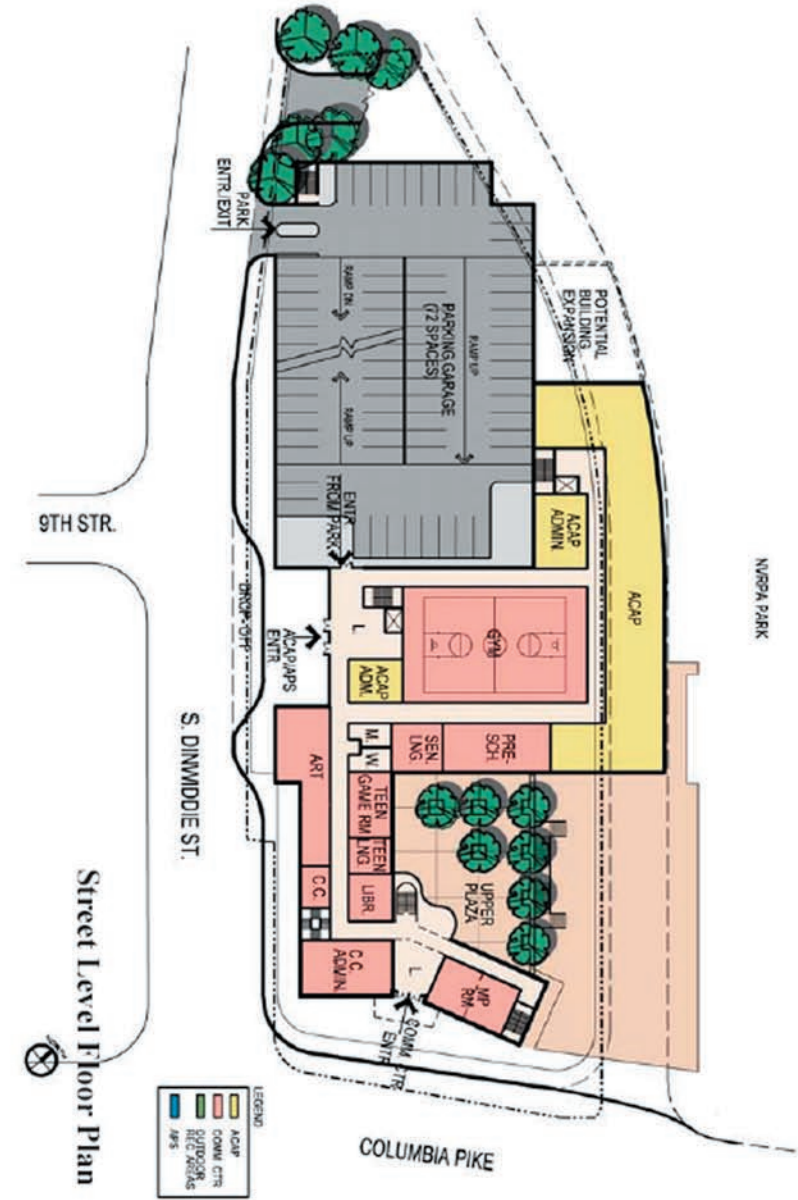 PARK
ENTR./EXIT
POTENTIAL
BUILDING
EXPANSION
RAMP DN
RAMP UP
PARKING GARAGE
(72 SPACES)
RAMP UP
ENTR
FROM PARK
9TH STR.
ACAP
ADMIN.
ACAP
NVRPA PARK
DROP-OFF
ACAP/APS
ENTR
L
GYM
ACAP
ADM.
S. DINWIDDIE ST.
ART
M.
W.
SEN.
LNG.
PRE-
SCH.
TEEN
GAME RM
TEEN
LNG.
C.C.
LIBR.
UPPER
PLAZA
C.C.
ADMIN.
L
MP
RM
COMM. CTR
ENTR
Street Level Floor Plan
LEGEND
ACAP
COMM. CTR
OUTDOOR
REC. AREAS
APS
COLUMBIA PIKE